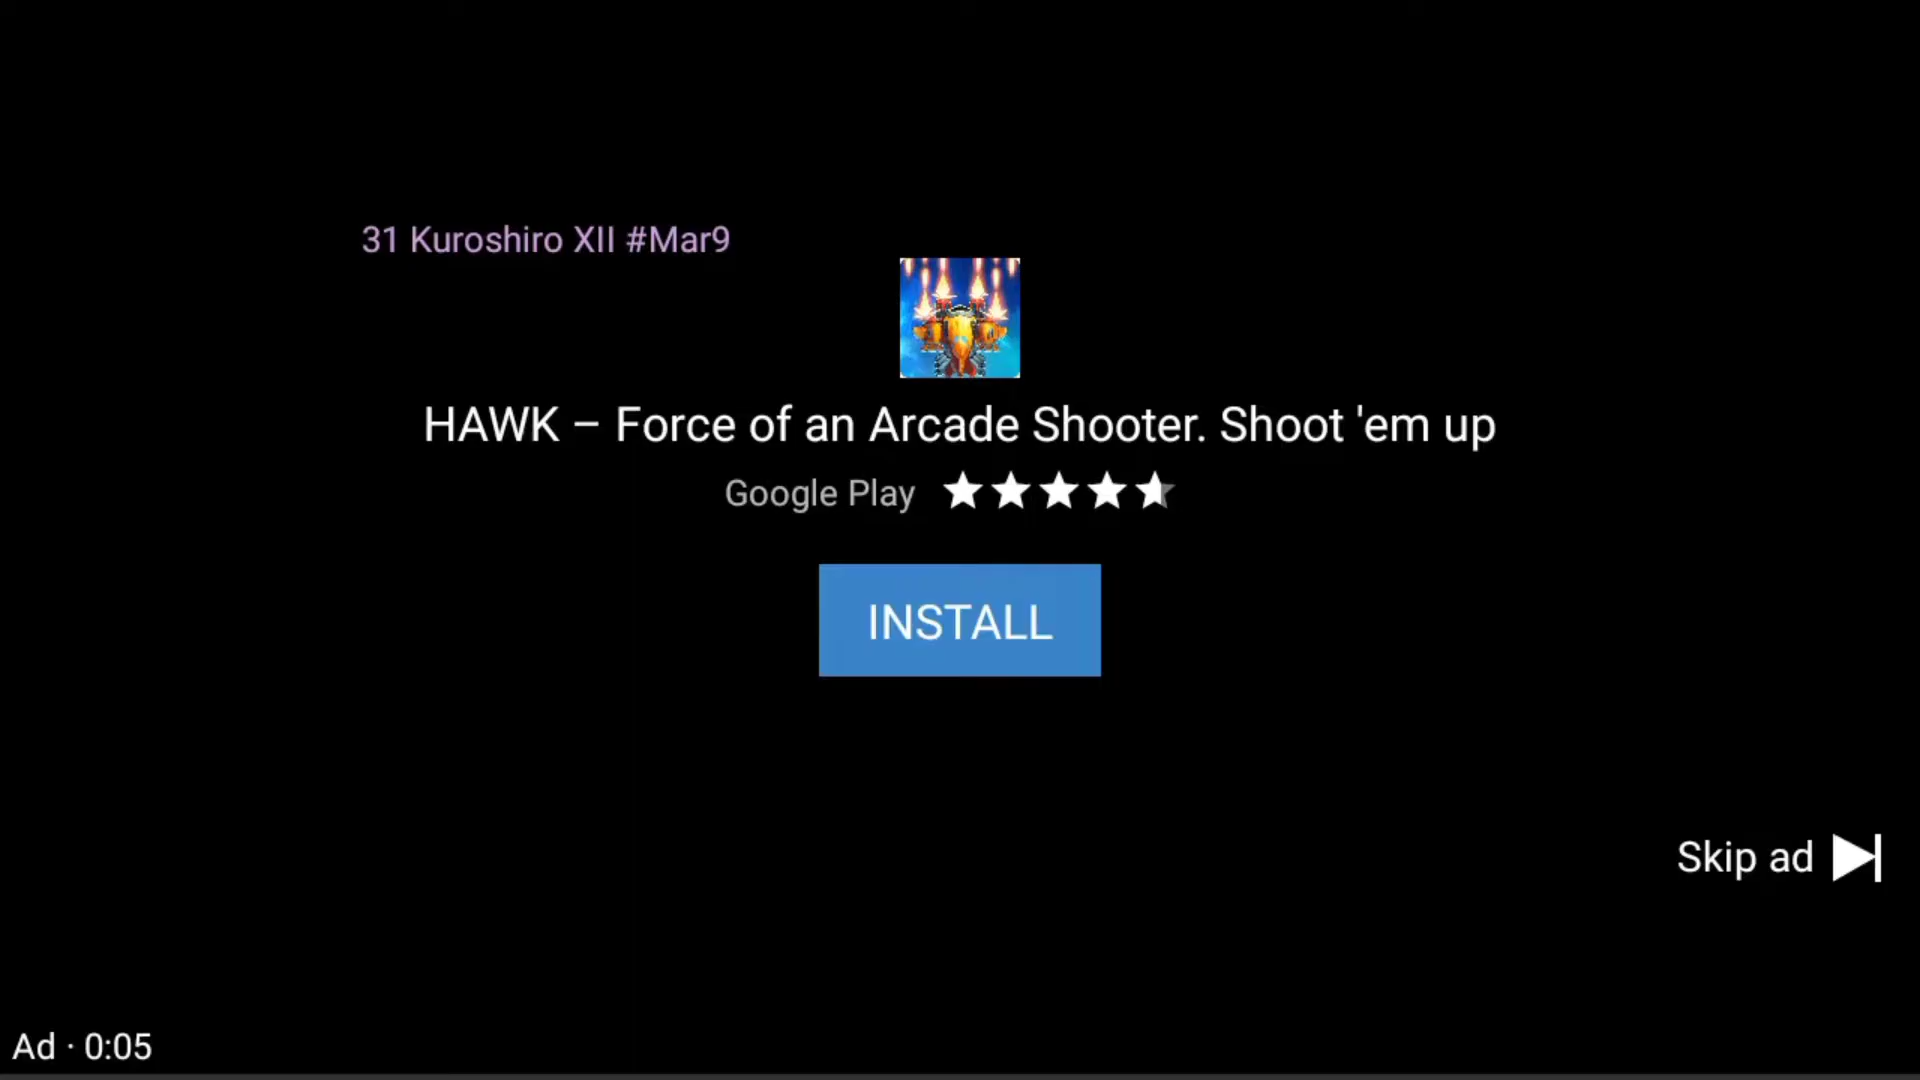 31 Kuroshiro XII #Mar9
HAWK – Force of an Arcade Shooter. Shoot 'em up
Google Play
INSTALL
Skip ad
Ad · 0:05